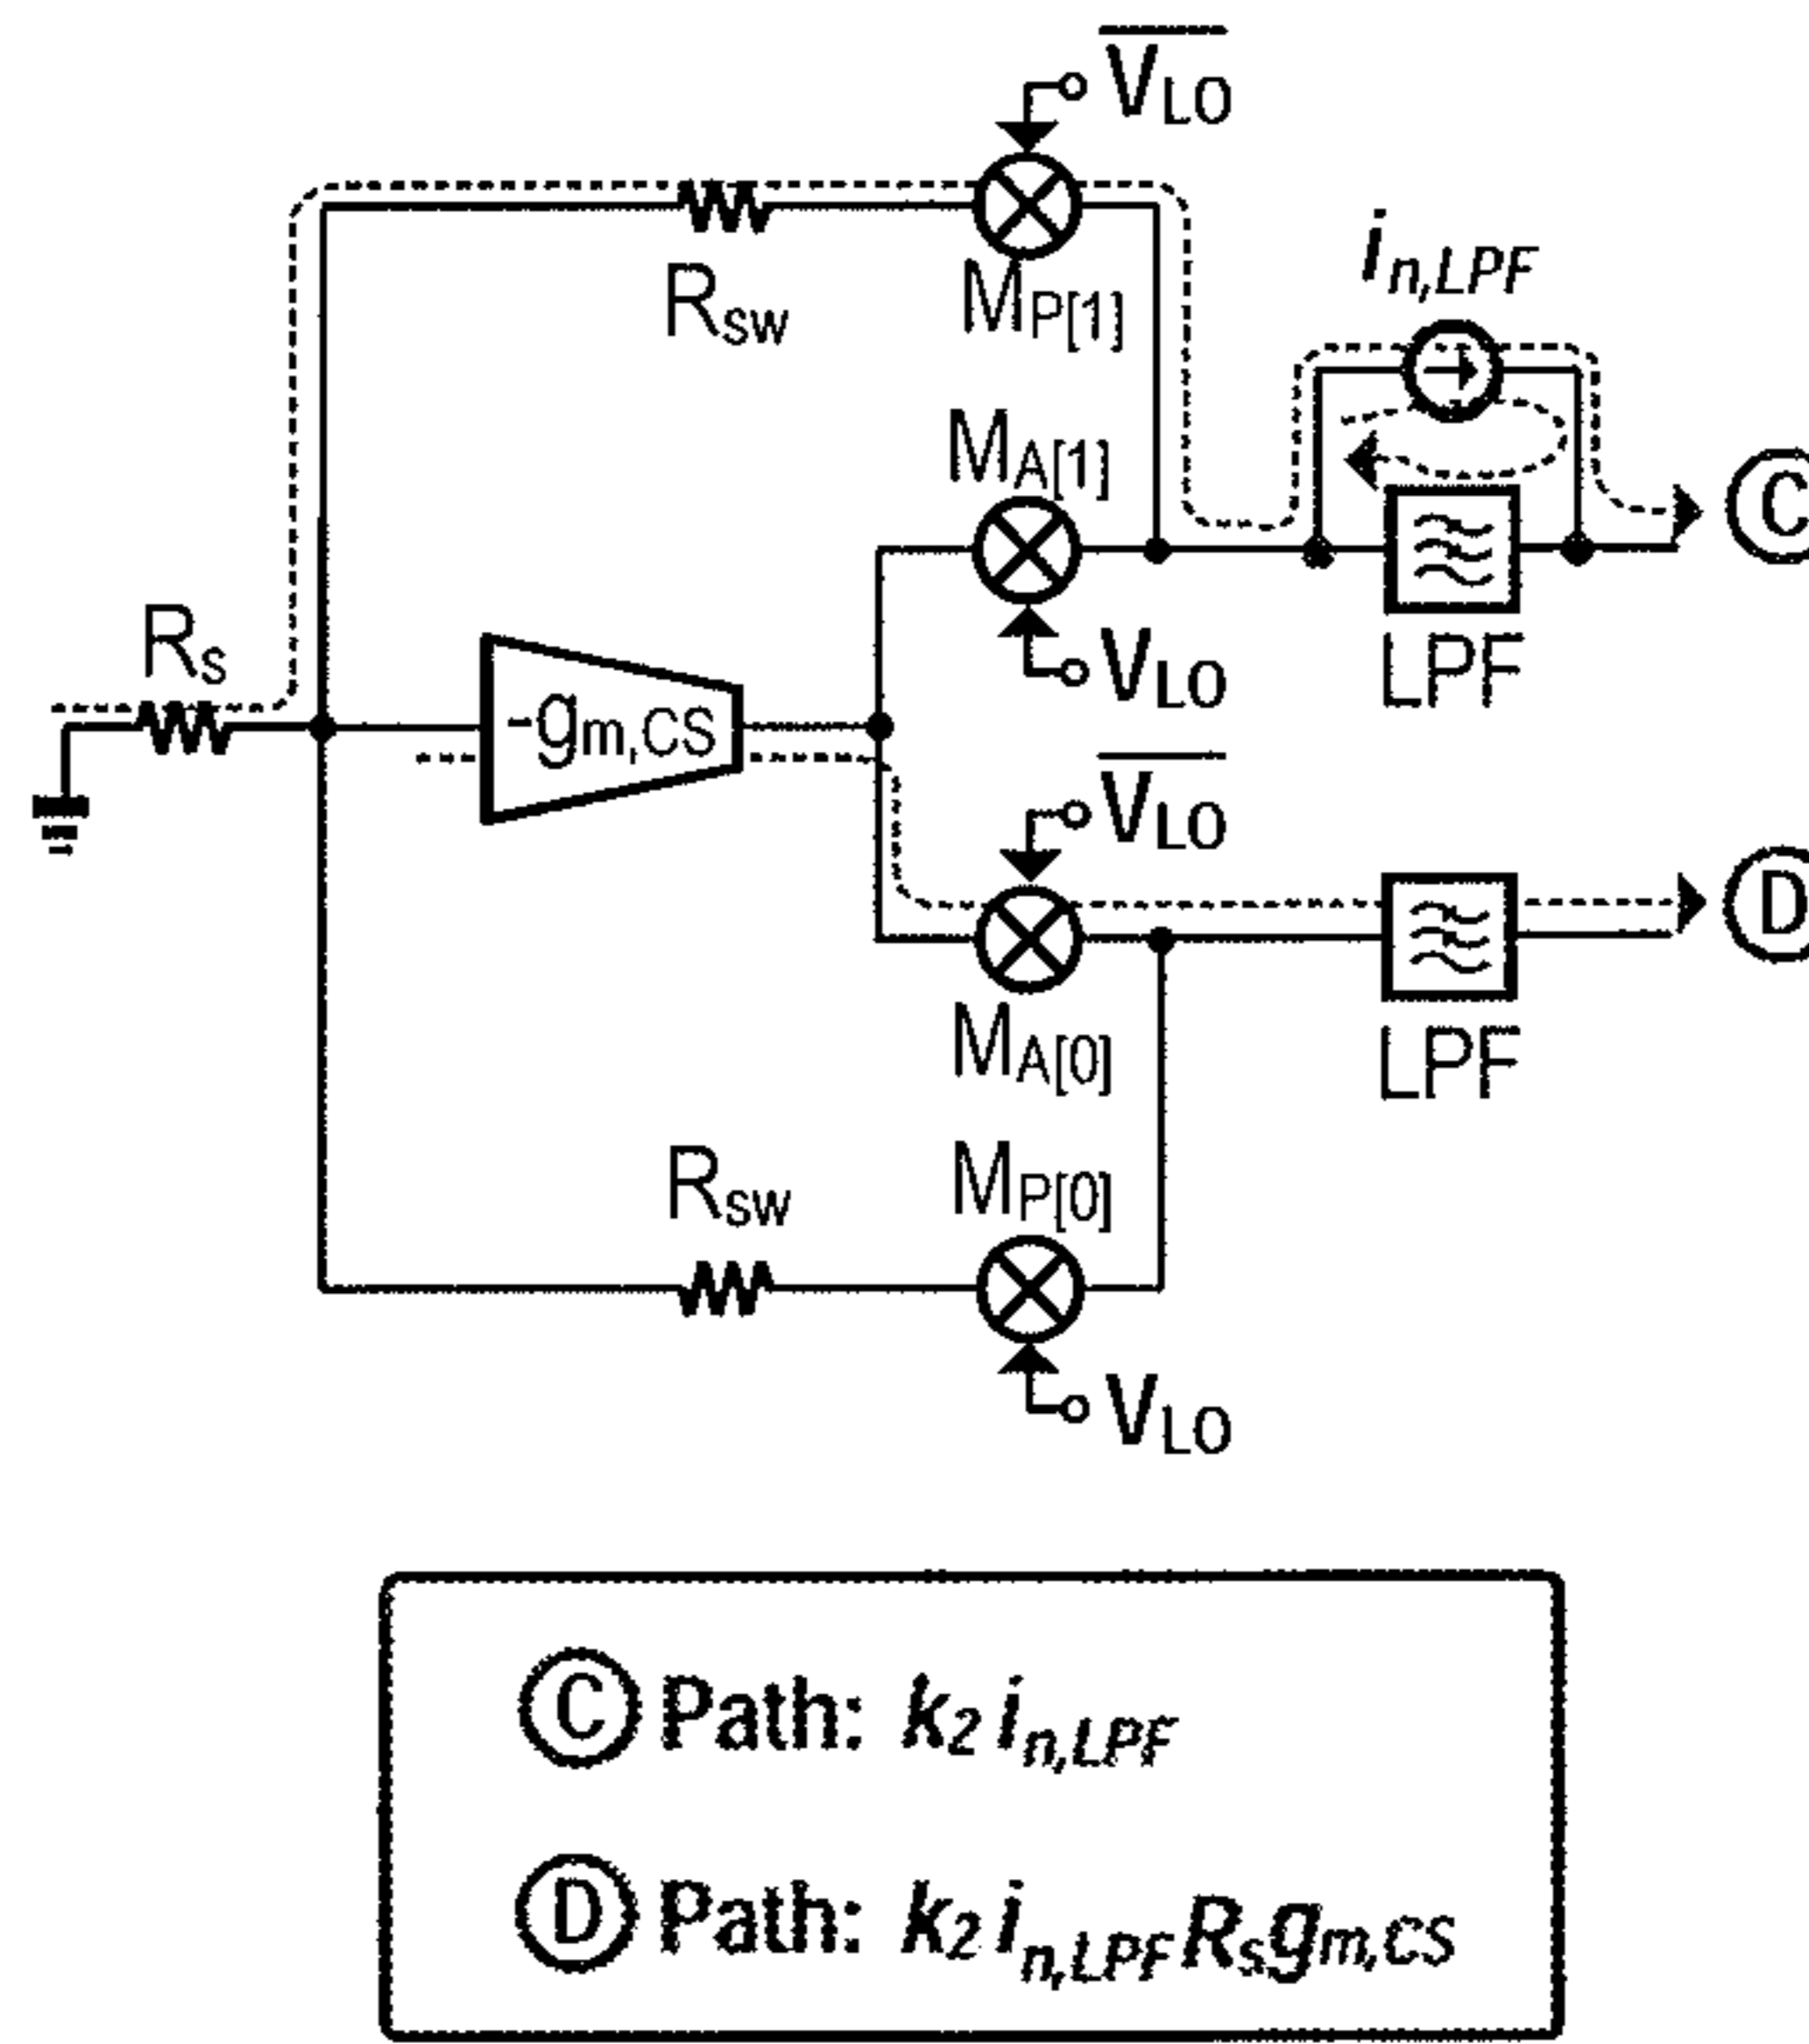 V̅LO
Rsw
MP[1]
in,LPF
MA[1]
C
VLO
LPF
Rs
-gm,CS
V̅LO
D
MA[0]
LPF
Rsw
MP[0]
VLO
C Path: k2 in,LPF
D Path: k2 in,LPF Rs gm,CS